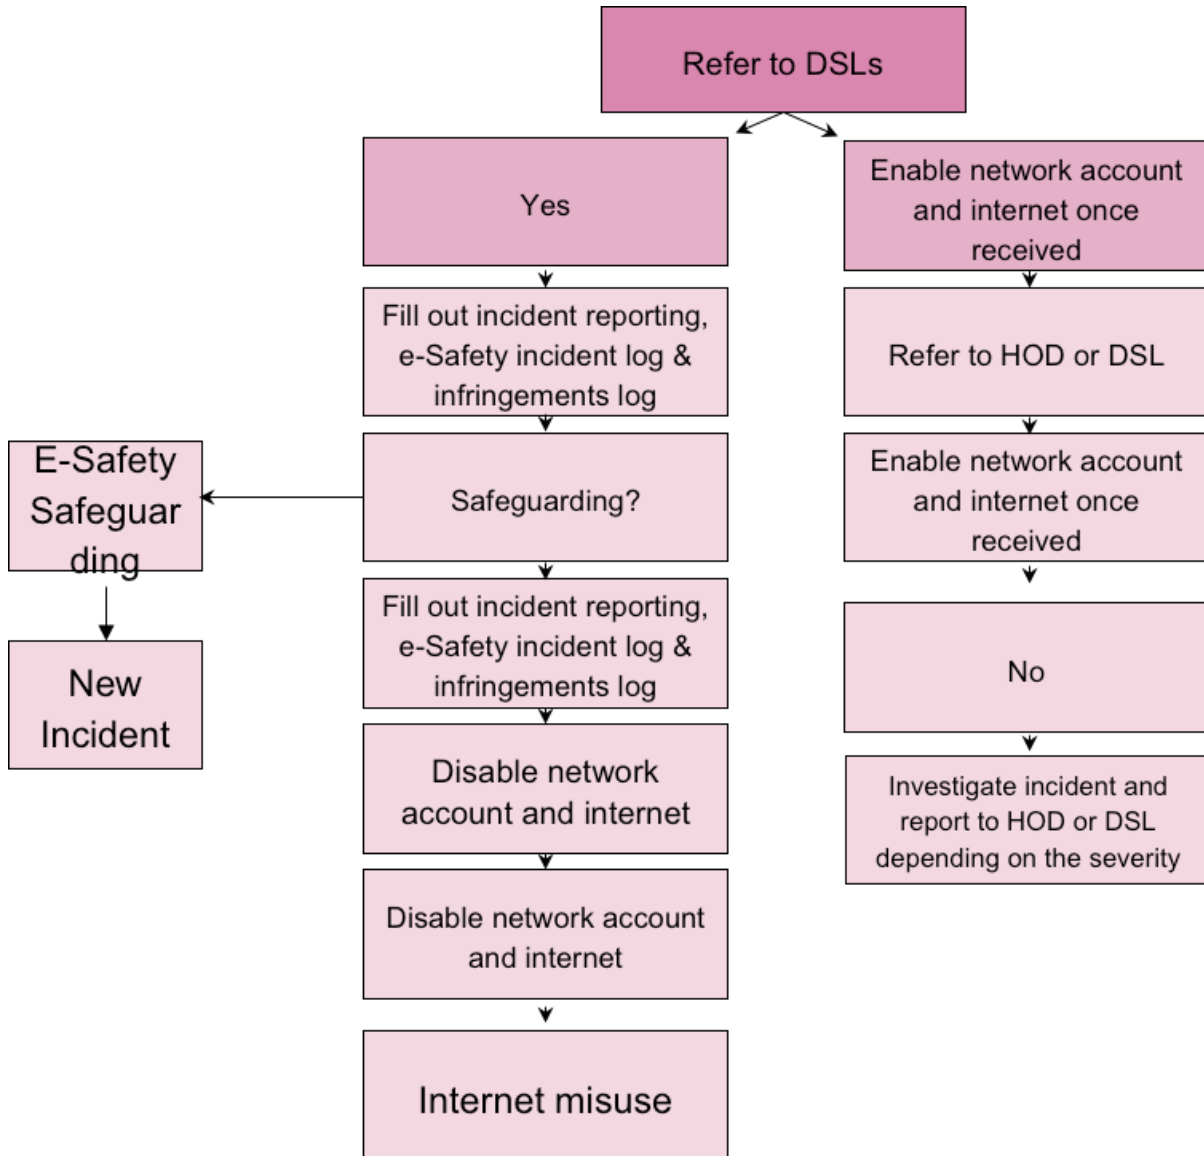 Refer to DSLs
Yes
Enable network account
and internet once
received
Fill out incident reporting,
e-Safety incident log &
infringements log
Refer to HOD or DSL
E-Safety
Safeguar
ding
Safeguarding?
Enable network account
and internet once
received
Fill out incident reporting,
e-Safety incident log &
infringements log
No
New
Incident
Disable network
account and internet
Investigate incident and
report to HOD or DSL
depending on the severity
Disable network account
and internet
Internet misuse